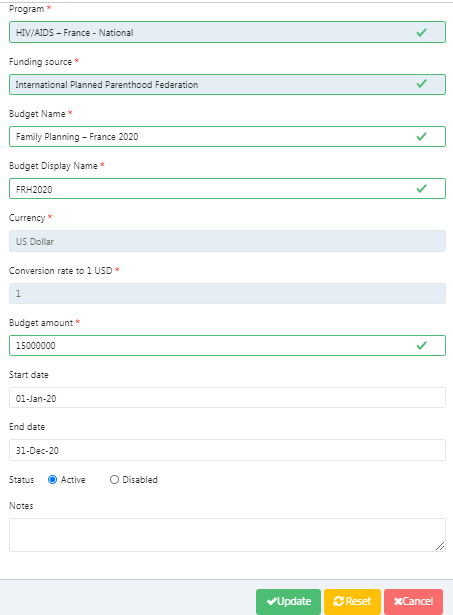 Program *
HIV/AIDS – France - National
Funding source *
International Planned Parenthood Federation
Budget Name *
Family Planning – France 2020
Budget Display Name *
FRH2020
Currency *
US Dollar
Conversion rate to 1 USD *
1
Budget amount *
15000000
Start date
01-Jan-20
End date
31-Dec-20
Status Active Disabled
Notes
Update Reset Cancel